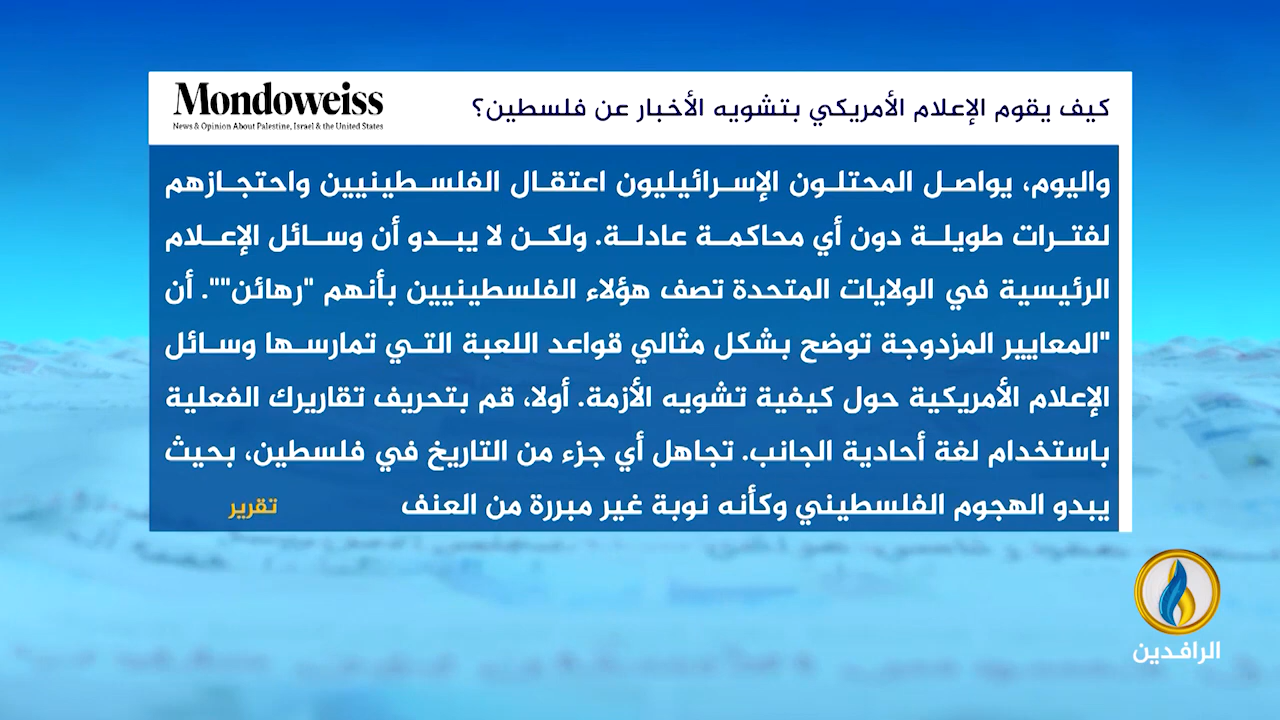 Mondoweiss
News & Opinion About Palestine, Israel & the United States
كيف يقوم الإعلام الأمريكي بتشويه الأخبار عن فلسطين؟
واليوم، يواصل المحتلون الإسرائيليون اعتقال الفلسطينيين واحتجازهم
لفترات طويلة دون أي محاكمة عادلة. ولكن لا يبدو أن وسائل الإعلام
الرئيسية في الولايات المتحدة تصف هؤلاء الفلسطينيين بأنهم "رهائن"". أن
"المعايير المزدوجة توضح بشكل مثالي قواعد اللعبة التي تمارسها وسائل
الإعلام الأمريكية حول كيفية تشويه الأزمة. أولا، قم بتحريف تقاريرك الفعلية
باستخدام لغة أحادية الجانب. تجاهل أي جزء من التاريخ في فلسطين، بحيث
يبدو الهجوم الفلسطيني وكأنه نوبة غير مبررة من العنف
تقرير
الرافدين